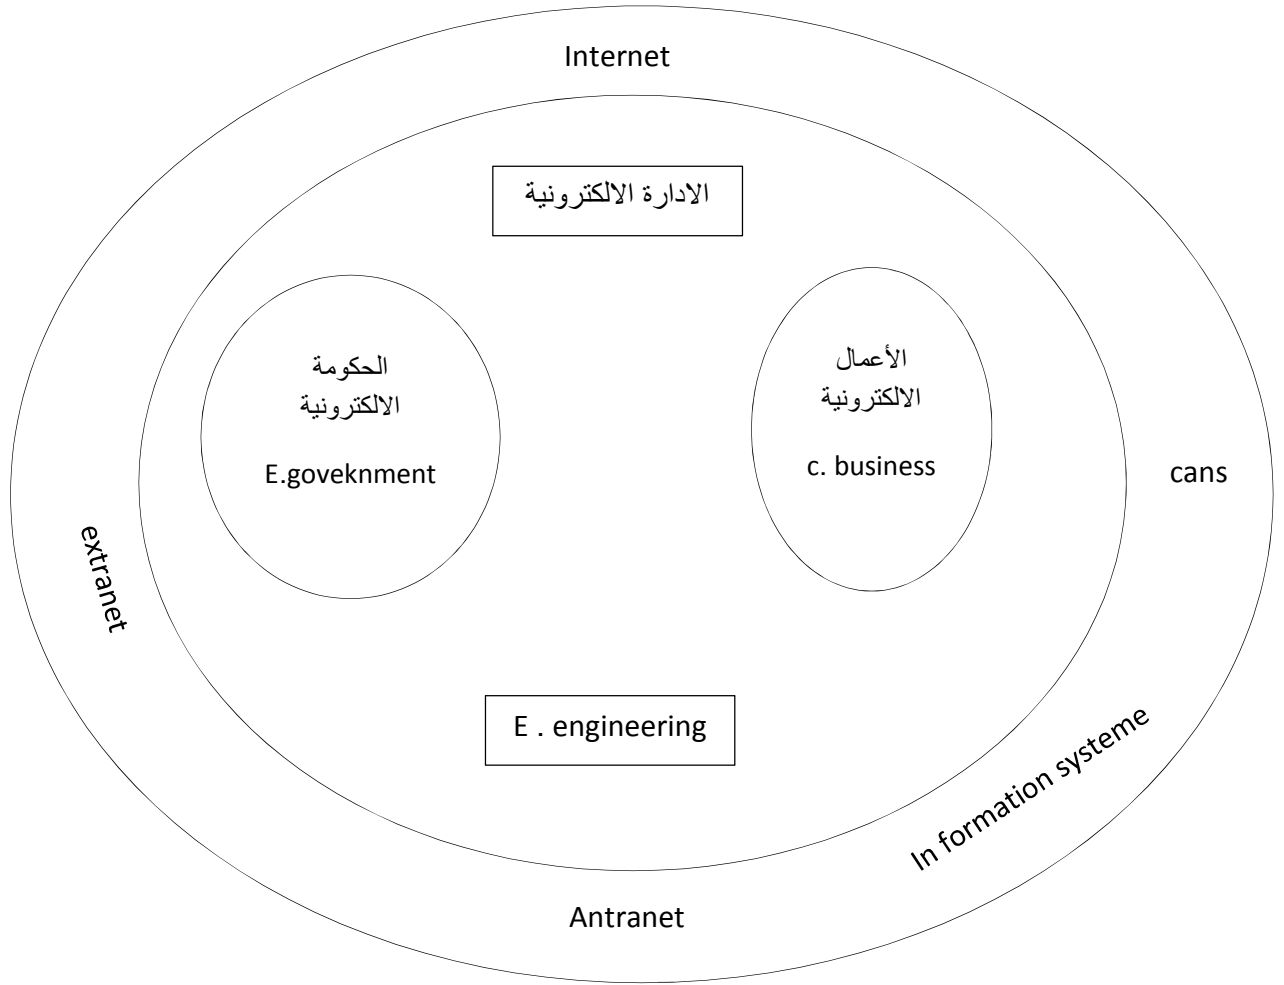 Internet
الادارة الالكترونية
الحكومة
الالكترونية
E.goveknment
الأعمال
الالكترونية
c. business
cans
extranet
E . engineering
In formation systeme
Antranet